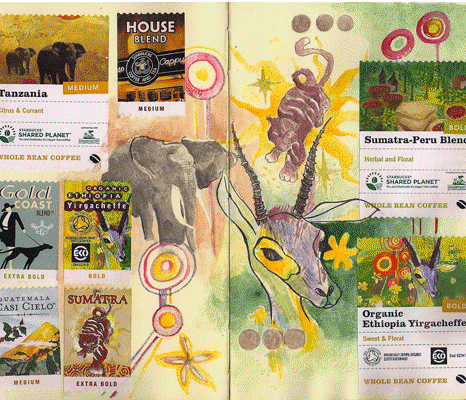 Tanzania
MEDIUM
Citrus & Currant
STARBUCKS
SHARED PLANET
WHOLE BEAN COFFEE
HOUSE
BLEND
MEDIUM
Gold
COAST
BLEND
EXTRA BOLD
ORGANIC
ETHIOPIA
Yirgacheffe
BOLD
GUATEMALA
CASI CIELO
MEDIUM
SUMATRA
EXTRA BOLD
BOLD
Sumatra-Peru Blend
Herbal and Floral
STARBUCKS
SHARED PLANET
WHOLE BEAN COFFEE
BOLD
Organic
Ethiopia Yirgacheffe
Sweet & Floral
WHOLE BEAN COFFEE